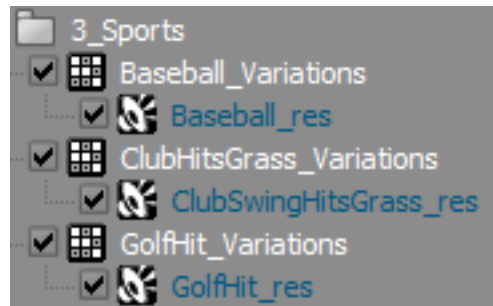 3_Sports
Baseball_Variations
Baseball_res
ClubHitsGrass_Variations
ClubSwingHitsGrass_res
GolfHit_Variations
GolfHit_res